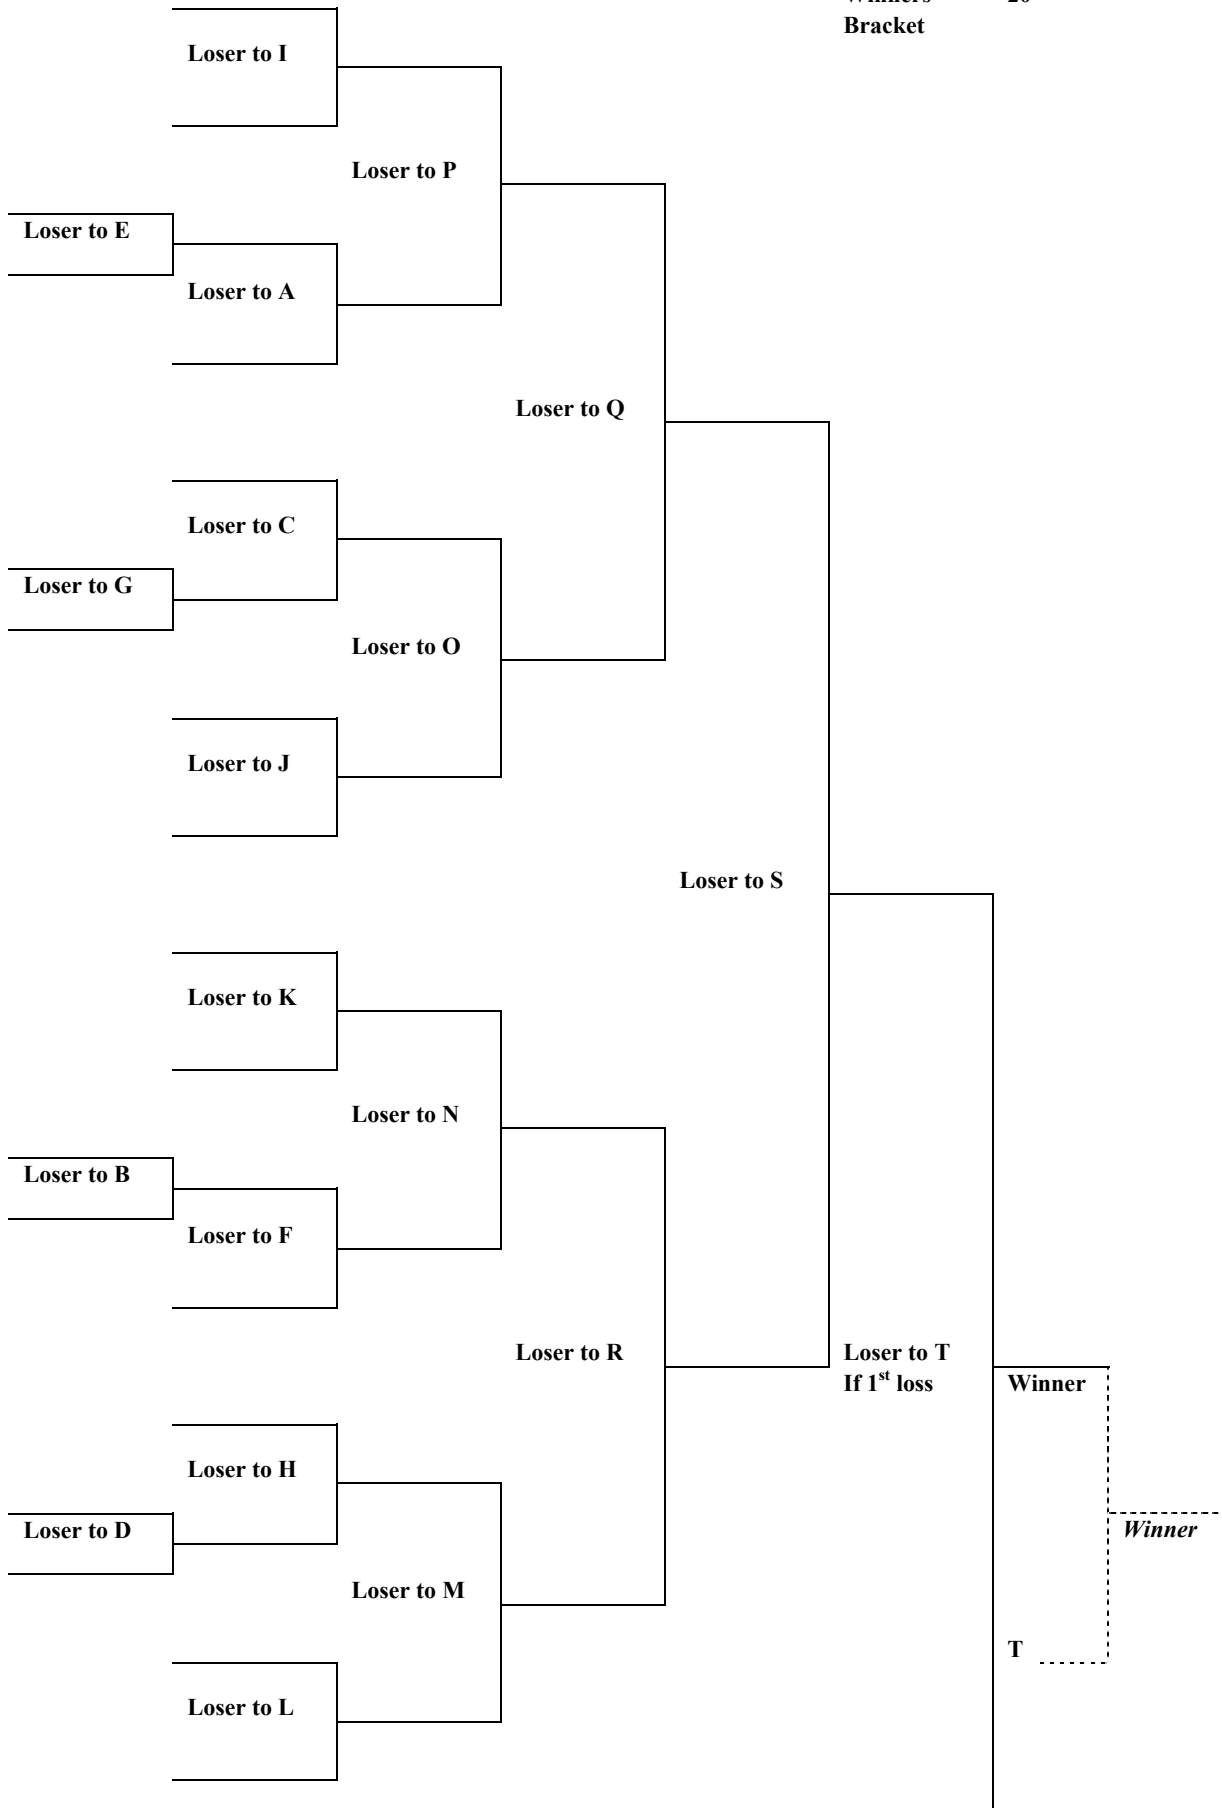 Winners 20
Bracket
Loser to I
Loser to P
Loser to E
Loser to A
Loser to Q
Loser to C
Loser to G
Loser to O
Loser to J
Loser to S
Loser to K
Loser to N
Loser to B
Loser to F
Loser to R
Loser to T
If 1st loss
Winner
Loser to H
Loser to D
Winner
Loser to M
T
Loser to L